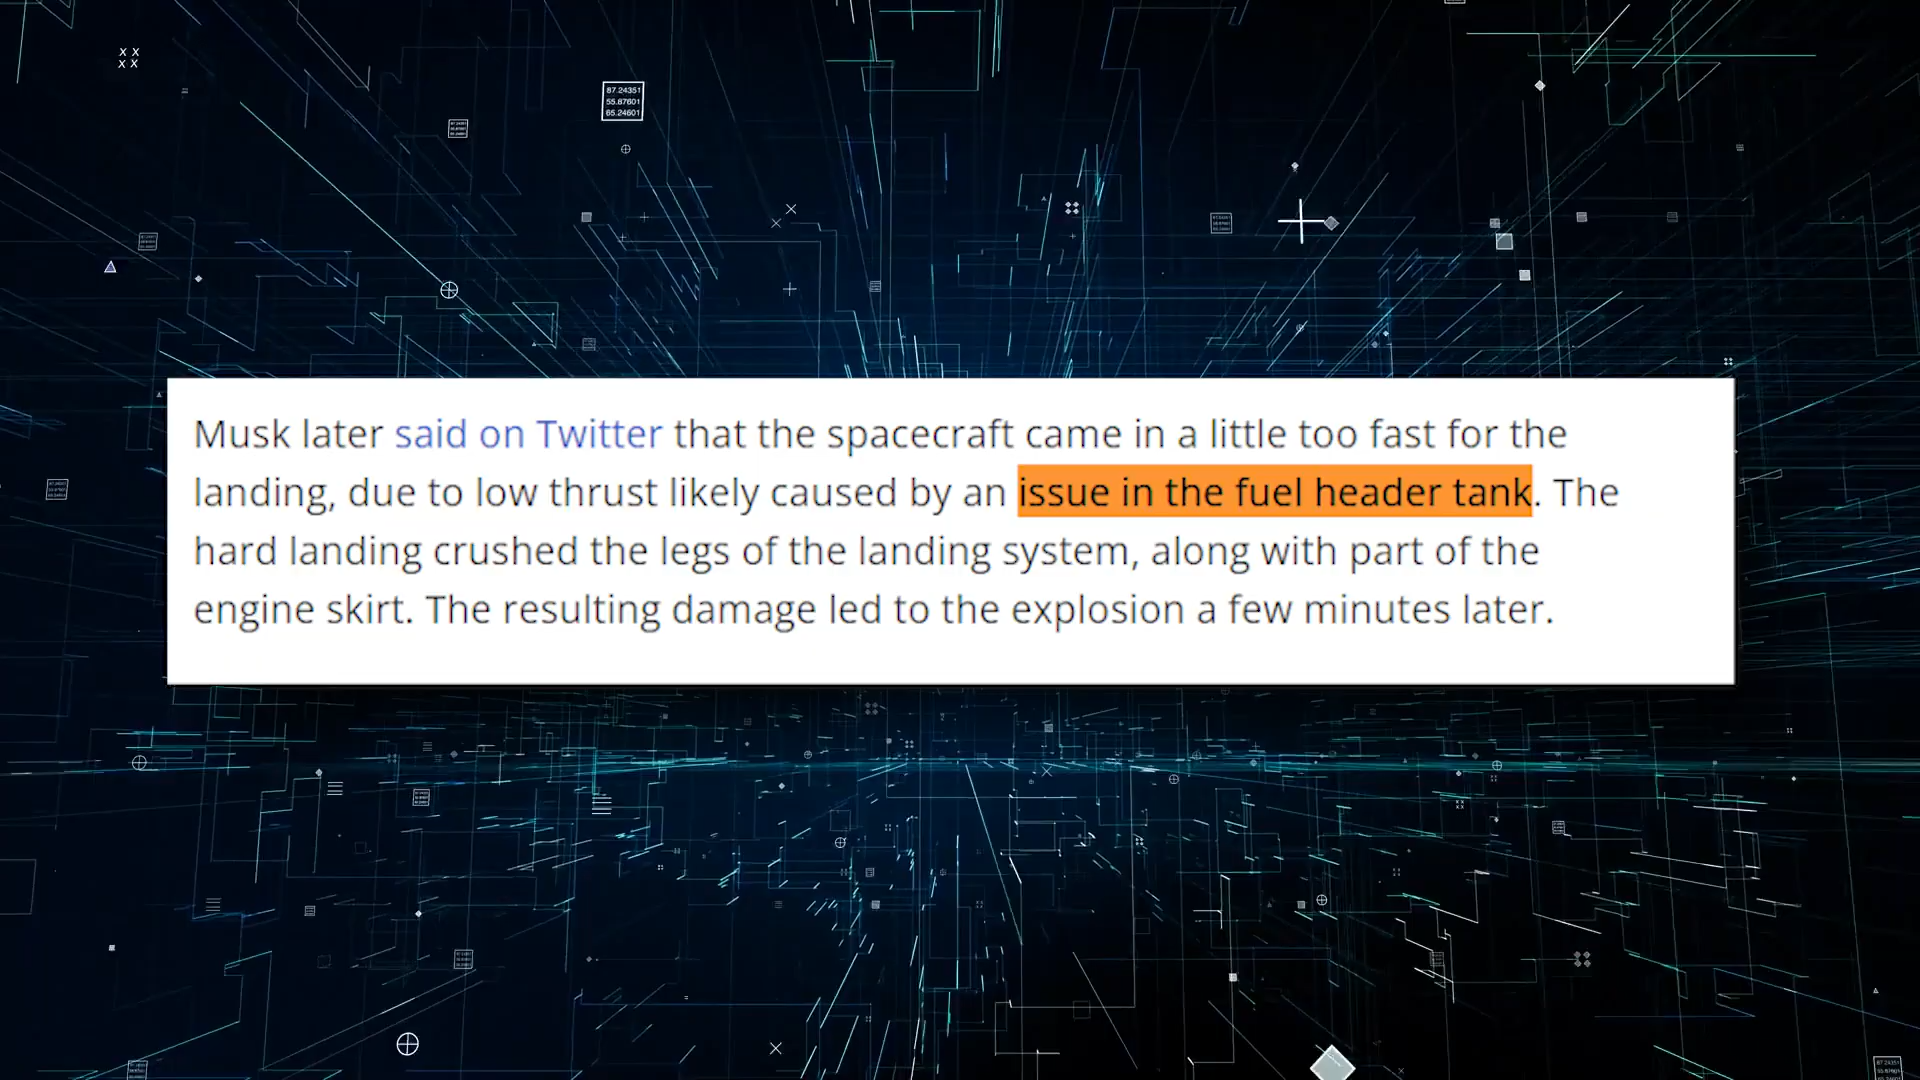 87.24351
55.87601
65.24601
Musk later said on Twitter that the spacecraft came in a little too fast for the
landing, due to low thrust likely caused by an issue in the fuel header tank. The
hard landing crushed the legs of the landing system, along with part of the
engine skirt. The resulting damage led to the explosion a few minutes later.